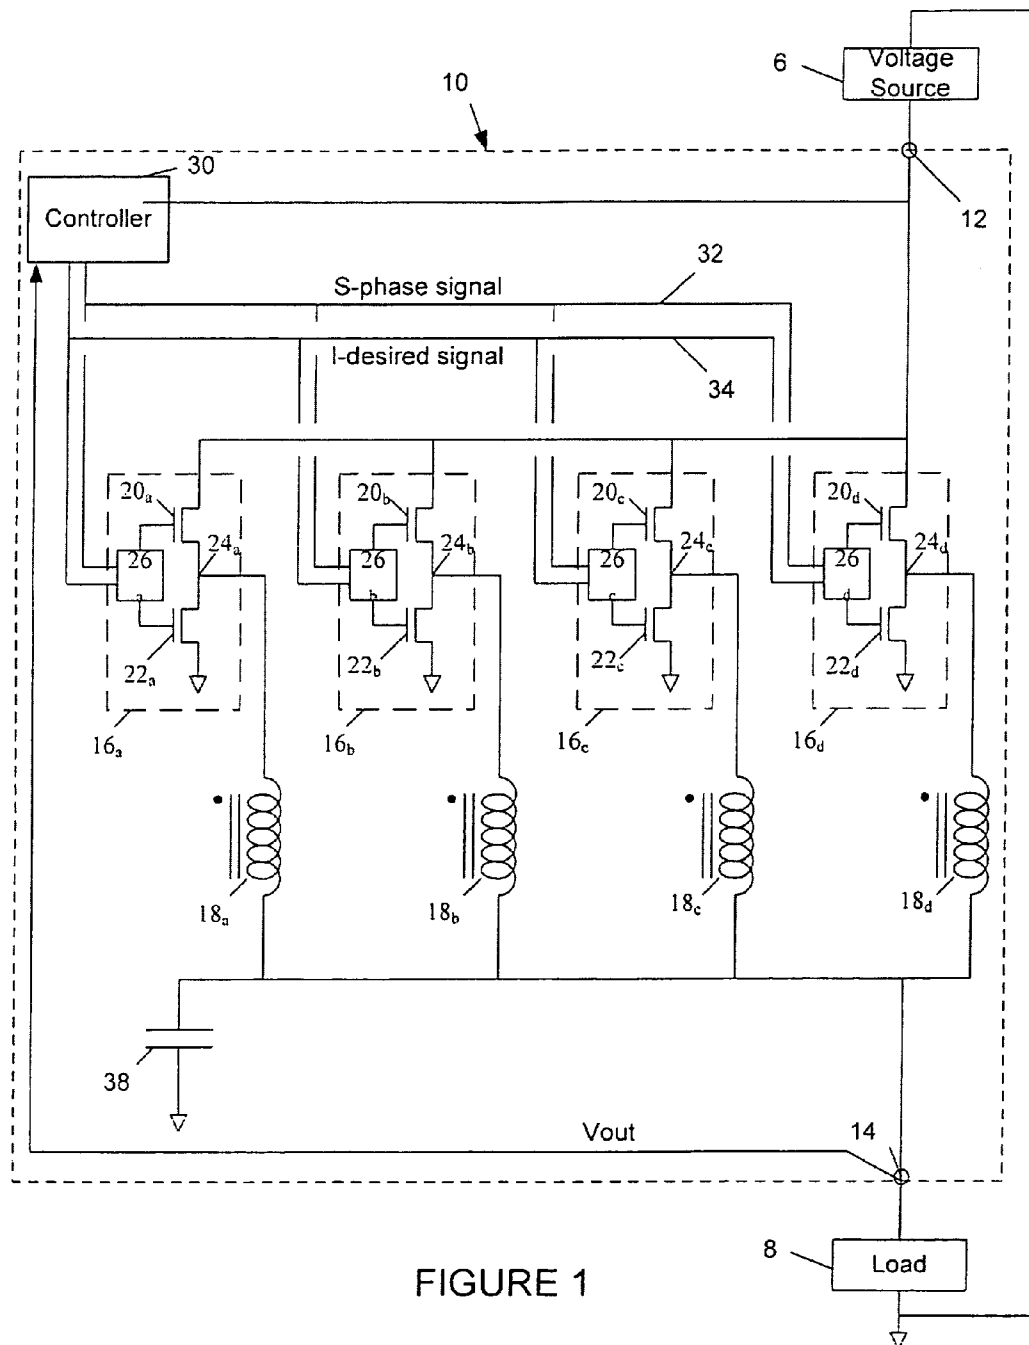 6
Voltage
Source
10
12
30
Controller
32
S-phase signal
I-desired signal
34
20a
20b
20c
20d
26
a
24a
26
b
24b
26
c
24c
26
d
24d
22a
22b
22c
22d
16a
16b
16c
16d
18a
18b
18c
18d
38
Vout
14
8
Load
FIGURE 1